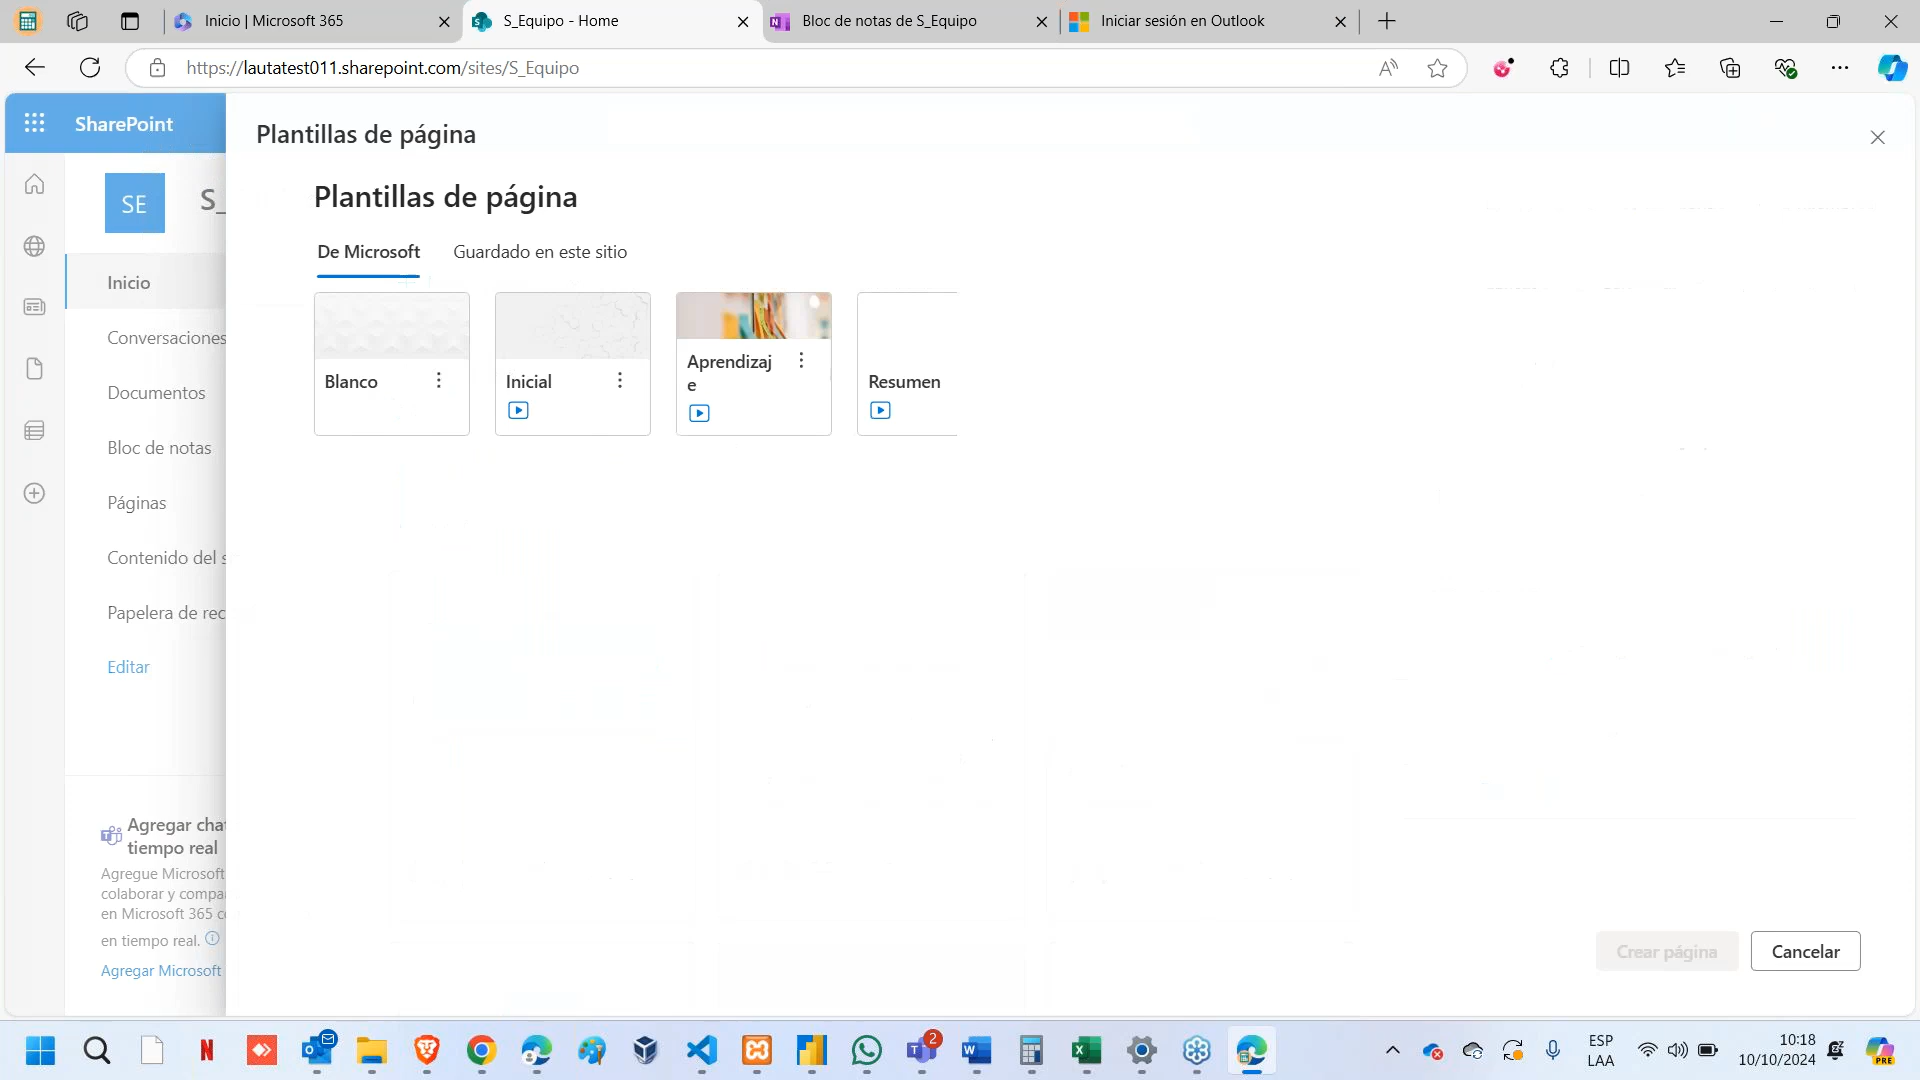 Inicio | Microsoft 365
S_Equipo - Home
Bloc de notas de S_Equipo
Iniciar sesión en Outlook
https://lautatest011.sharepoint.com/sites/S_Equipo
SharePoint
Plantillas de página
SE
S_
Plantillas de página
De Microsoft
Guardado en este sitio
Inicio
Conversaciones
Documentos
Bloc de notas
Páginas
Contenido del s
Papelera de rec
Editar
Blanco
Inicial
Aprendizaj
e
Resumen
Agregar chat
tiempo real
Agregue Microsoft
colaborar y compar
en Microsoft 365 c
en tiempo real.
Agregar Microsoft
Crear página
Cancelar
2
ESP
LAA
10:18
10/10/2024
PRE